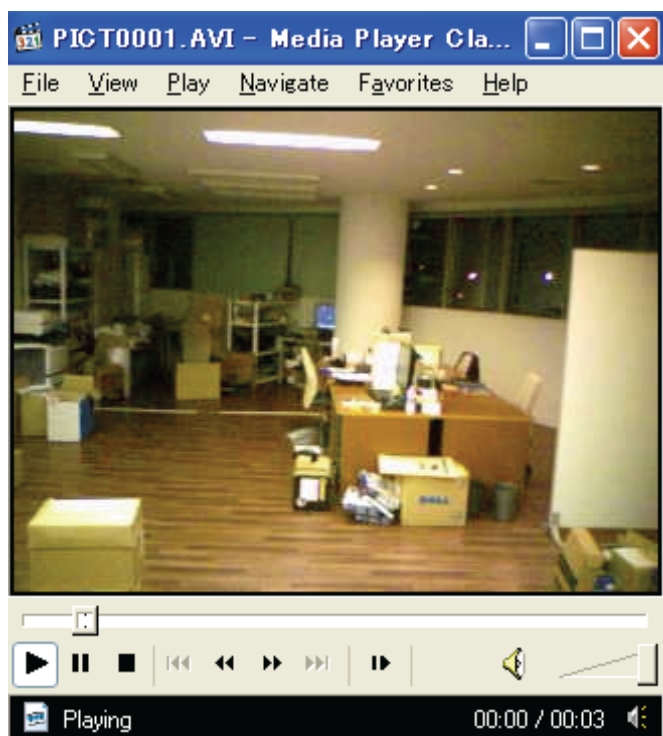 PICT0001.AVI - Media Player Cla...
File View Play Navigate Favorites Help
DELL
Playing 00:00 / 00:03